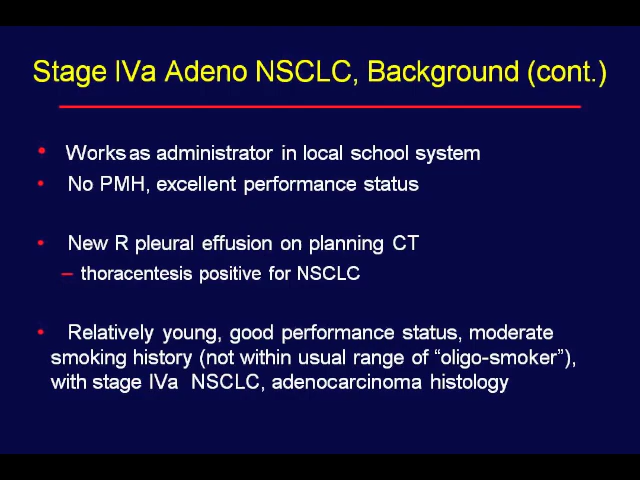 Stage IVa Adeno NSCLC, Background (cont.)
• Works as administrator in local school system
• No PMH, excellent performance status
• New R pleural effusion on planning CT
– thoracentesis positive for NSCLC
• Relatively young, good performance status, moderate
smoking history (not within usual range of “oligo-smoker”),
with stage IVa NSCLC, adenocarcinoma histology